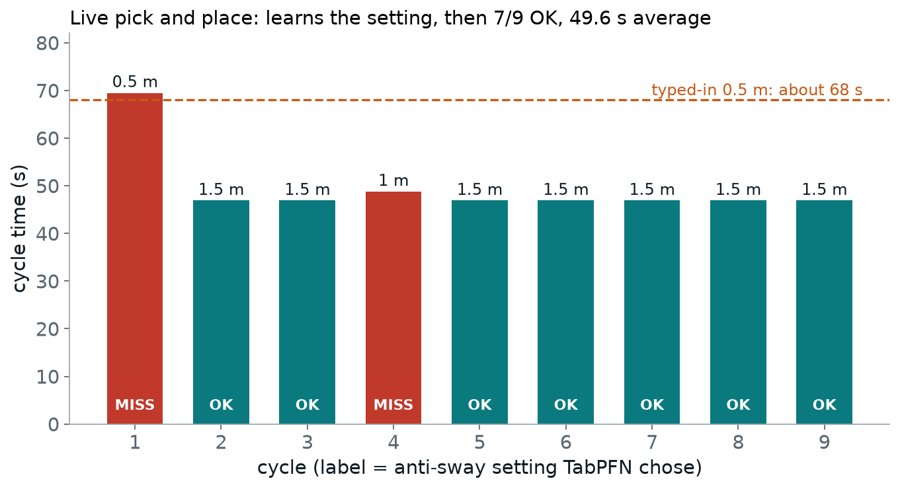 Live pick and place: learns the setting, then 7/9 OK, 49.6 s average
cycle time (s)
80
70
60
50
40
30
20
10
0
typed-in 0.5 m: about 68 s
0.5 m
1.5 m
1.5 m
1 m
1.5 m
1.5 m
1.5 m
1.5 m
1.5 m
MISS
OK
OK
MISS
OK
OK
OK
OK
OK
1
2
3
4
5
6
7
8
9
cycle (label = anti-sway setting TabPFN chose)